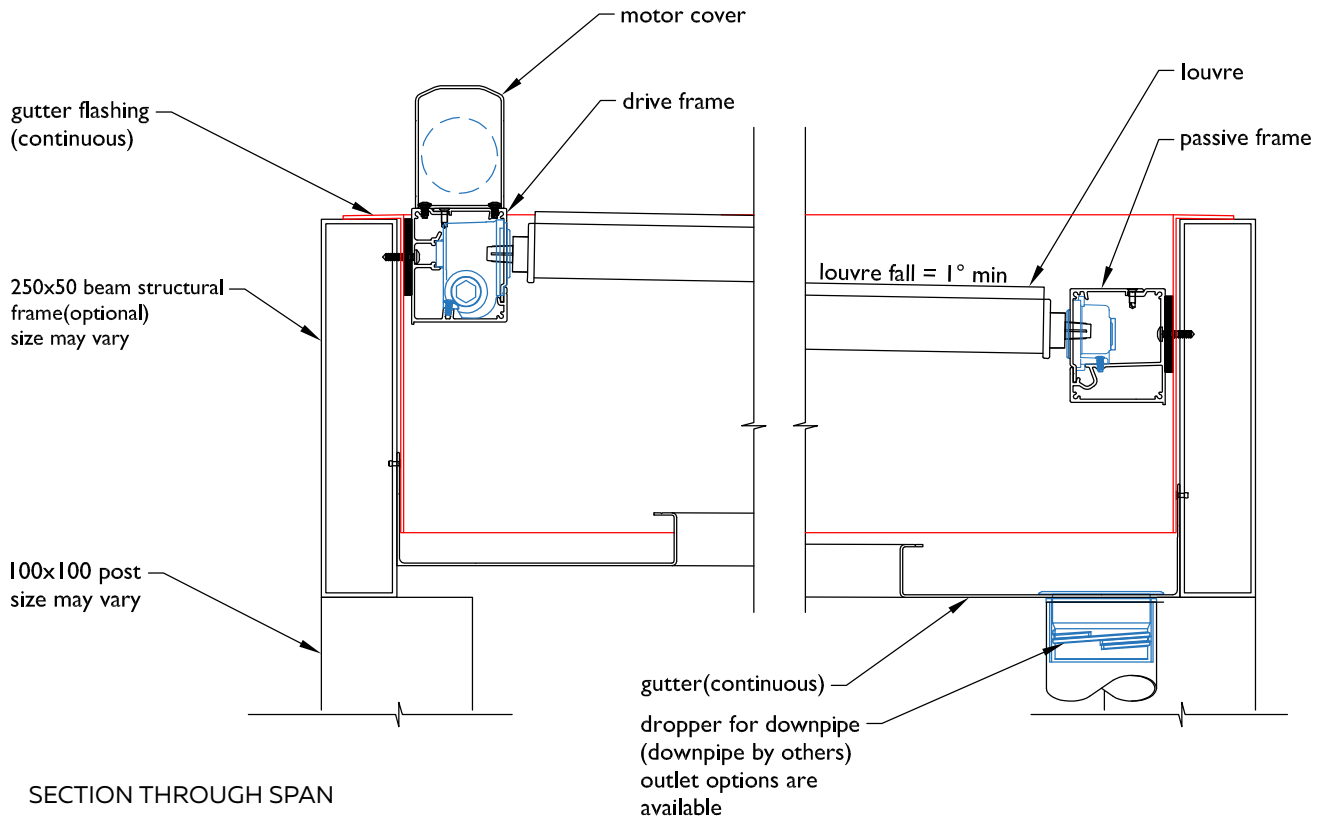 motor cover
louvre
gutter flashing
(continuous)
drive frame
passive frame
louvre fall = 1° min
250x50 beam structural
frame(optional)
size may vary
100x100 post
size may vary
gutter(continuous)
dropper for downpipe
(downpipe by others)
outlet options are
available
SECTION THROUGH SPAN